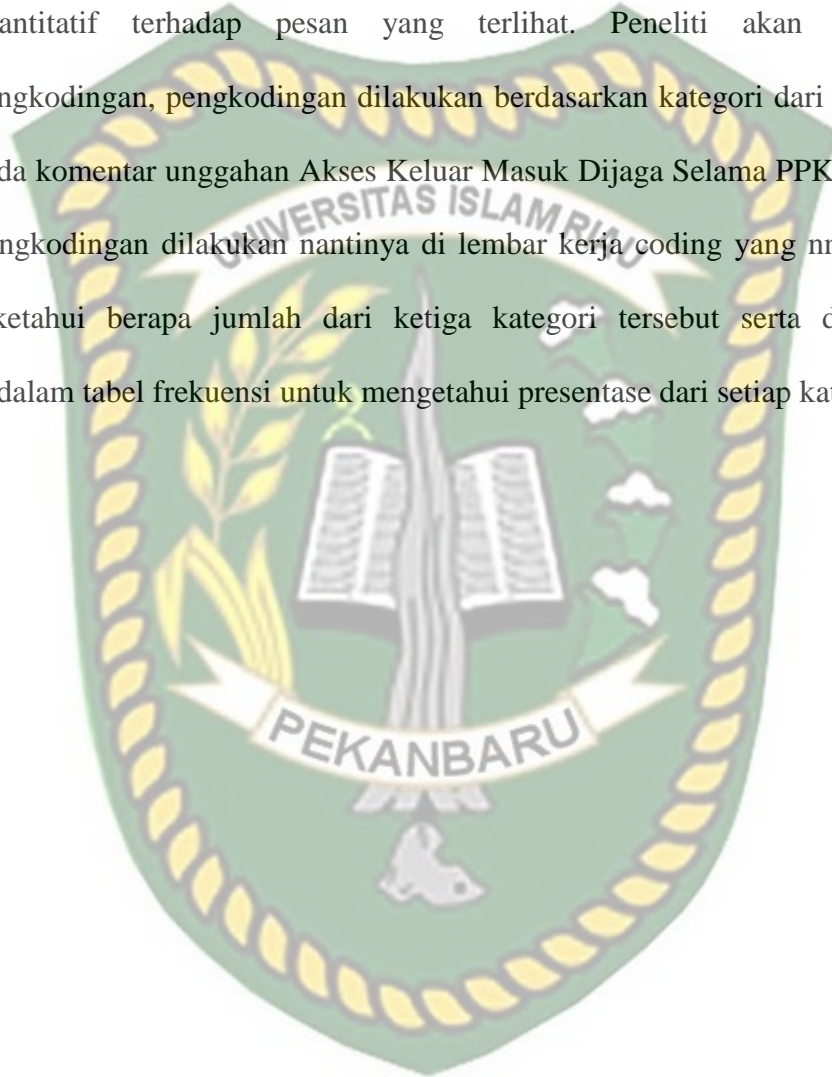 antitatif terhadap pesan yang terlihat. Peneliti akan
ngkodingan, pengkodingan dilakukan berdasarkan kategori dari
da komentar unggahan Akses Keluar Masuk Dijaga Selama PPK
ngkodingan dilakukan nantinya di lembar kerja coding yang nn
ketahui berapa jumlah dari ketiga kategori tersebut serta d
dalam tabel frekuensi untuk mengetahui presentase dari setiap kat
UNIVERSITAS ISLAM RIAU
PEKANBARU